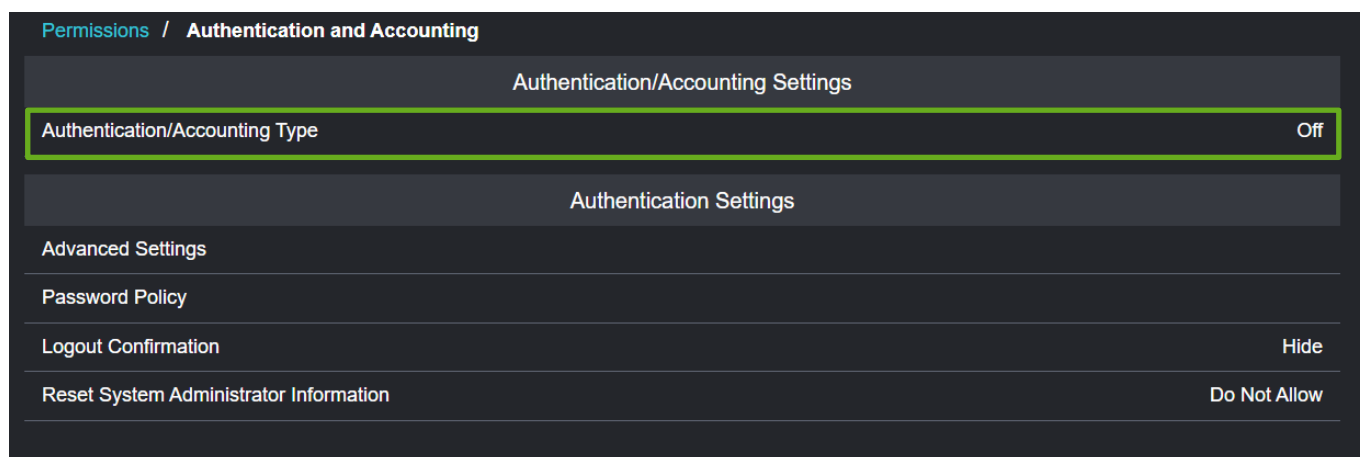 Permissions / Authentication and Accounting
Authentication/Accounting Settings
Authentication/Accounting Type Off
Authentication Settings
Advanced Settings
Password Policy
Logout Confirmation Hide
Reset System Administrator Information Do Not Allow